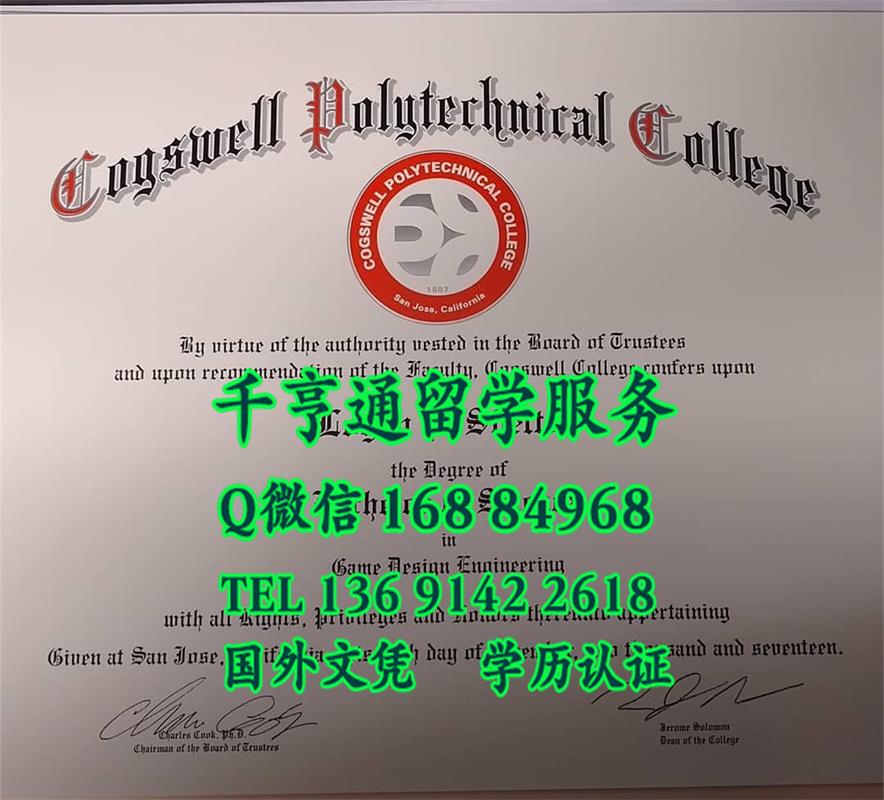 Cogswell Polytechnical College
COGSWELL POLYTECHNICAL COLLEGE
1887
San Jose, California
By virtue of the authority vested in the Board of Trustees
and upon recommendation of the Faculty, Cogswell College confers upon
千亨通留学服务
the Degree of
Q微信 168 84968
in
Game Design Engineering
TEL 136 9142 2618
with all Rights, Privileges and Honors thereunto appertaining
Given at San Jose, day of and seventeen.
国外文凭 学历认证
Charles Cook, Ph.D.
Chairman of the Board of Trustees
Jerome Solomon
Dean of the College